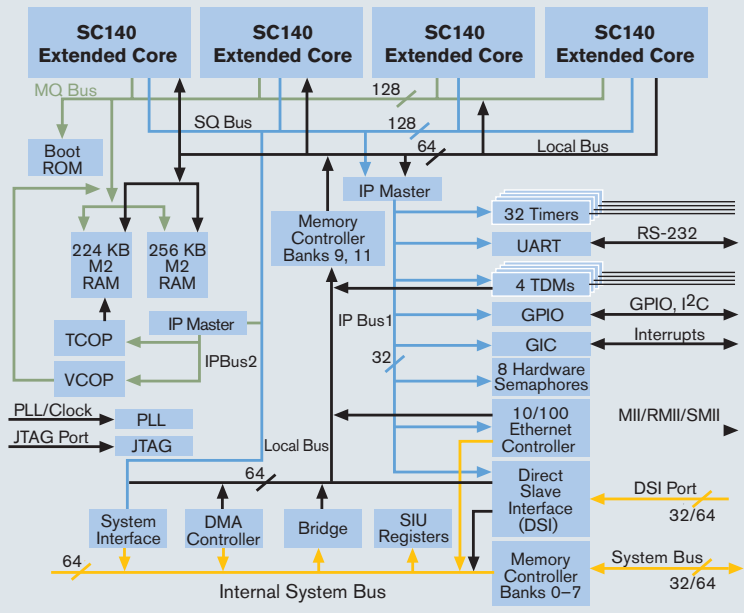 SC140
Extended Core
SC140
Extended Core
SC140
Extended Core
SC140
Extended Core
MQ Bus
128
SQ Bus
128
64
Local Bus
Boot
ROM
IP Master
32 Timers
Memory
Controller
Banks 9, 11
UART
RS-232
224 KB
M2
RAM
256 KB
M2
RAM
4 TDMs
IP Bus1
GPIO
GPIO, I2C
IP Master
TCOP
IPBus2
GIC
Interrupts
32
VCOP
8 Hardware
Semaphores
PLL/Clock
PLL
10/100
Ethernet
Controller
MII/RMII/SMII
JTAG Port
JTAG
Local Bus
64
Direct
Slave
Interface
(DSI)
DSI Port
32/64
System
Interface
DMA
Controller
Bridge
SIU
Registers
64
Internal System Bus
Memory
Controller
Banks 0–7
System Bus
32/64